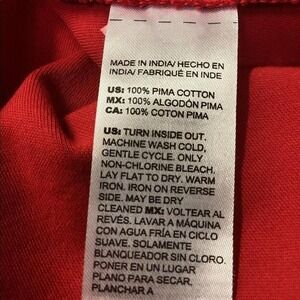 MADE IN INDIA/ HECHO EN
INDIA/ FABRIQUÉ EN INDE
US: 100% PIMA COTTON
MX: 100% ALGODÓN PIMA
CA: 100% COTON PIMA
US: TURN INSIDE OUT.
MACHINE WASH COLD,
GENTLE CYCLE. ONLY
NON-CHLORINE BLEACH.
LAY FLAT TO DRY. WARM
IRON. IRON ON REVERSE
SIDE. MAY BE DRY
CLEANED MX: VOLTEAR AL
REVÉS. LAVAR A MÁQUINA
CON AGUA FRÍA EN CICLO
SUAVE. SOLAMENTE
BLANQUEADOR SIN CLORO.
PONER EN UN LUGAR
PLANO PARA SECAR.
PLANCHAR A